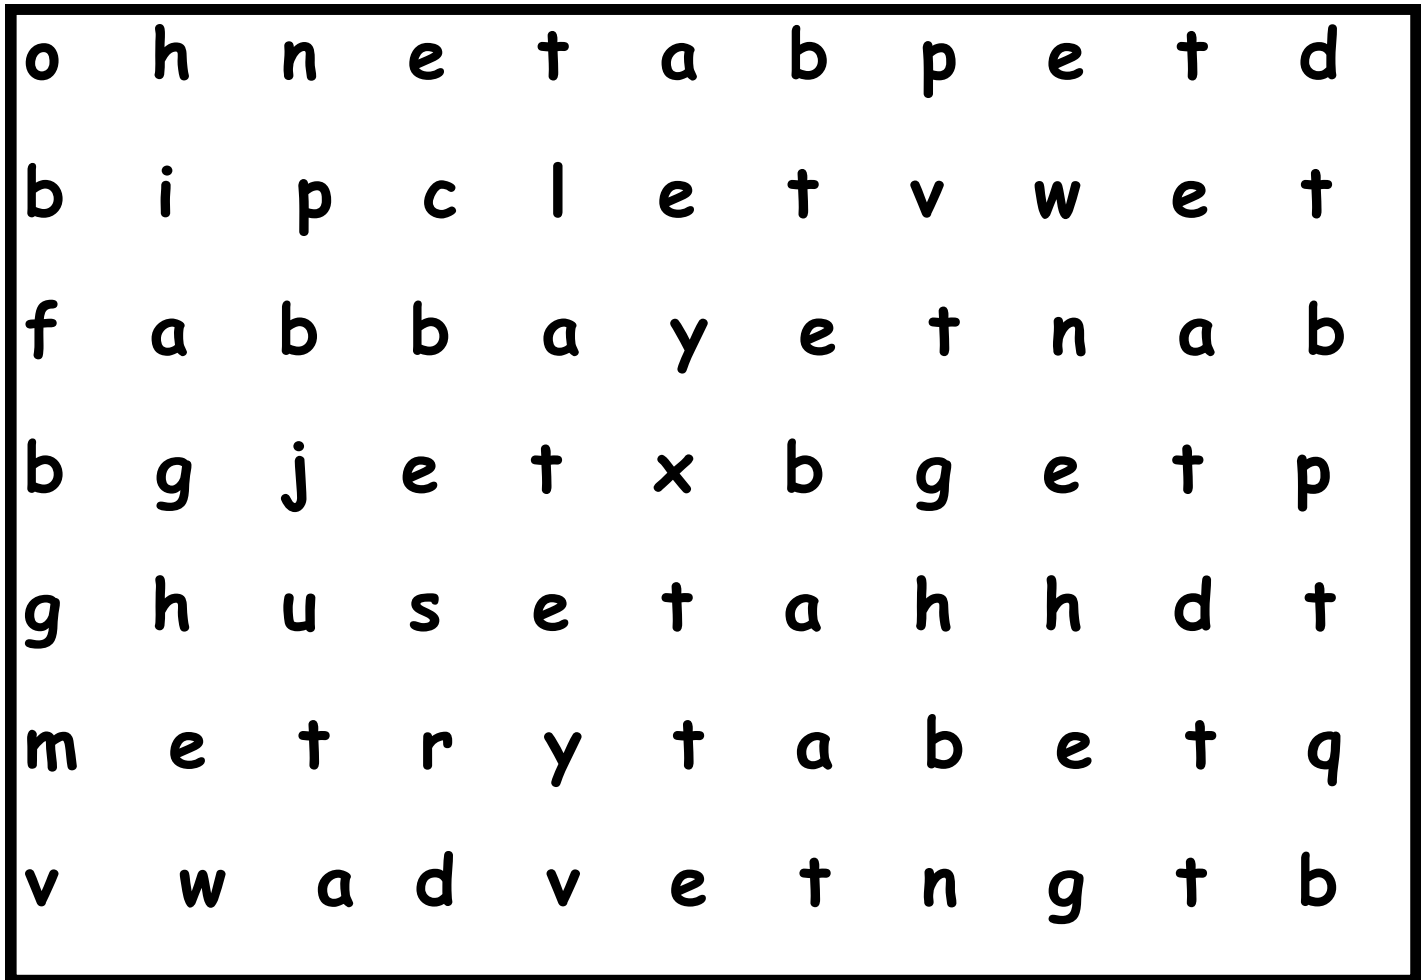 o h n e t a b p e t d
b i p c l e t v w e t
f a b b a y e t n a b
b g j e t x b g e t p
g h u s e t a h h d t
m e t r y t a b e t q
v w a d v e t n g t b